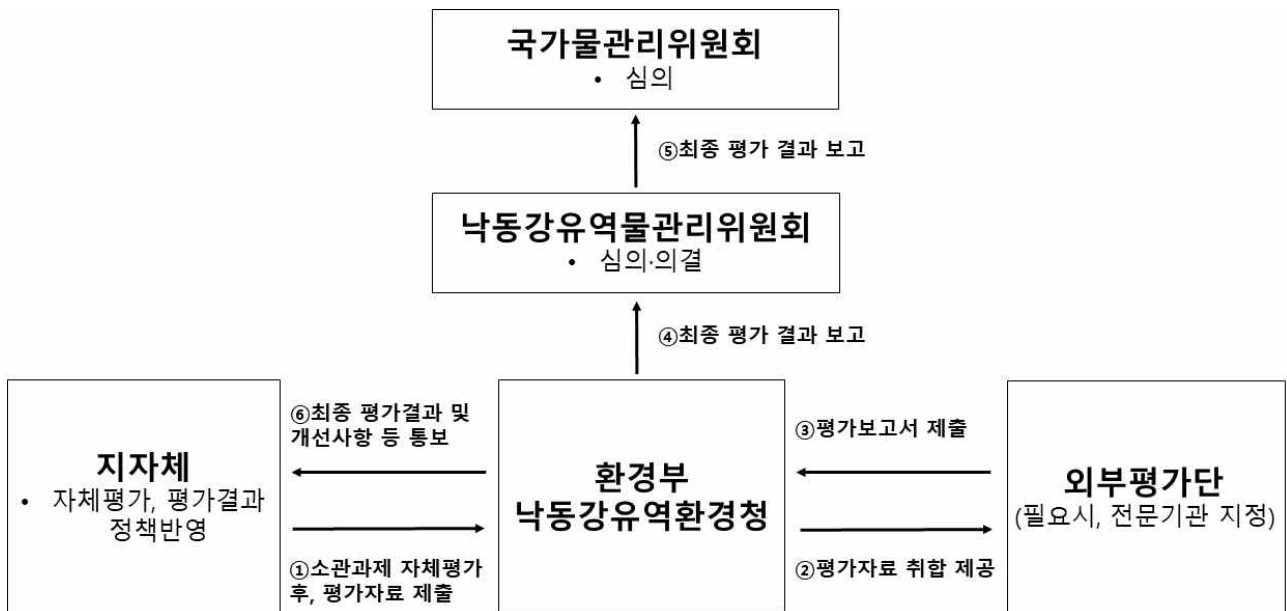 국가물관리위원회
• 심의
⑤최종 평가 결과 보고
낙동강유역물관리위원회
• 심의·의결
④최종 평가 결과 보고
지자체
• 자체평가, 평가결과
정책반영
⑥최종 평가결과 및
개선사항 등 통보
①소관과제 자체평가
후, 평가자료 제출
환경부
낙동강유역환경청
③평가보고서 제출
②평가자료 취합 제공
외부평가단
(필요시, 전문기관 지정)